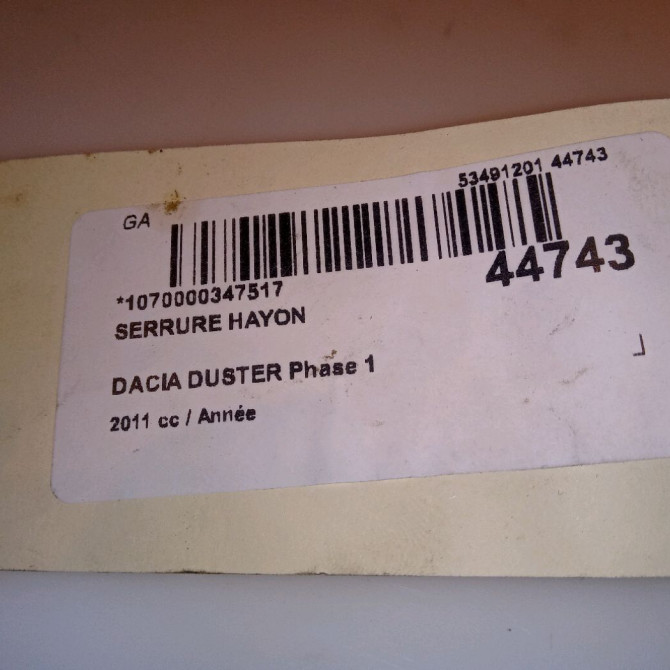 53491201 44743
GA
44743
*1070000347517
SERRURE HAYON
DACIA DUSTER Phase 1
2011 cc / Année